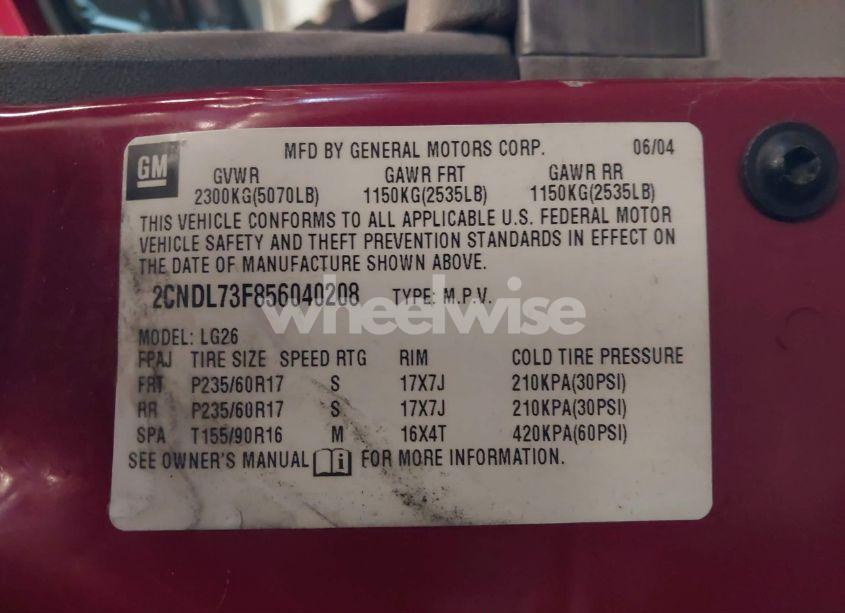 GM
MFD BY GENERAL MOTORS CORP. 06/04
GVWR GAWR FRT GAWR RR
2300KG(5070LB) 1150KG(2535LB) 1150KG(2535LB)
THIS VEHICLE CONFORMS TO ALL APPLICABLE U.S. FEDERAL MOTOR
VEHICLE SAFETY AND THEFT PREVENTION STANDARDS IN EFFECT ON
THE DATE OF MANUFACTURE SHOWN ABOVE.
2CNDL73F856040208 TYPE: M.P.V.
wheelwise
MODEL: LG26
FPAJ TIRE SIZE SPEED RTG RIM COLD TIRE PRESSURE
FRT P235/60R17 S 17X7J 210KPA(30PSI)
RR P235/60R17 S 17X7J 210KPA(30PSI)
SPA T155/90R16 M 16X4T 420KPA(60PSI)
SEE OWNER'S MANUAL i FOR MORE INFORMATION.